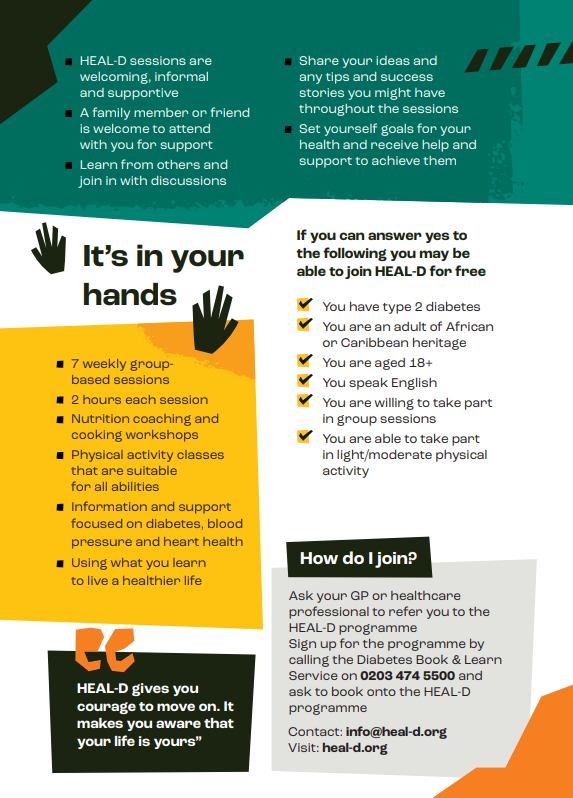 HEAL-D sessions are
welcoming, informal
and supportive
A family member or friend
is welcome to attend
with you for support
Learn from others and
join in with discussions
Share your ideas and
any tips and success
stories you might have
throughout the sessions
Set yourself goals for your
health and receive help and
support to achieve them
It's in your
hands
7 weekly group-
based sessions
2 hours each session
Nutrition coaching and
cooking workshops
Physical activity classes
that are suitable
for all abilities
Information and support
focused on diabetes, blood
pressure and heart health
Using what you learn
to live a healthier life
HEAL-D gives you
courage to move on. It
makes you aware that
your life is yours”
If you can answer yes to
the following you may be
able to join HEAL-D for free
You have type 2 diabetes
You are an adult of African
or Caribbean heritage
You are aged 18+
You speak English
You are willing to take part
in group sessions
You are able to take part
in light/moderate physical
activity
How do I join?
Ask your GP or healthcare
professional to refer you to the
HEAL-D programme
Sign up for the programme by
calling the Diabetes Book & Learn
Service on 0203 474 5500 and
ask to book onto the HEAL-D
programme
Contact: info@heal-d.org
Visit: heal-d.org